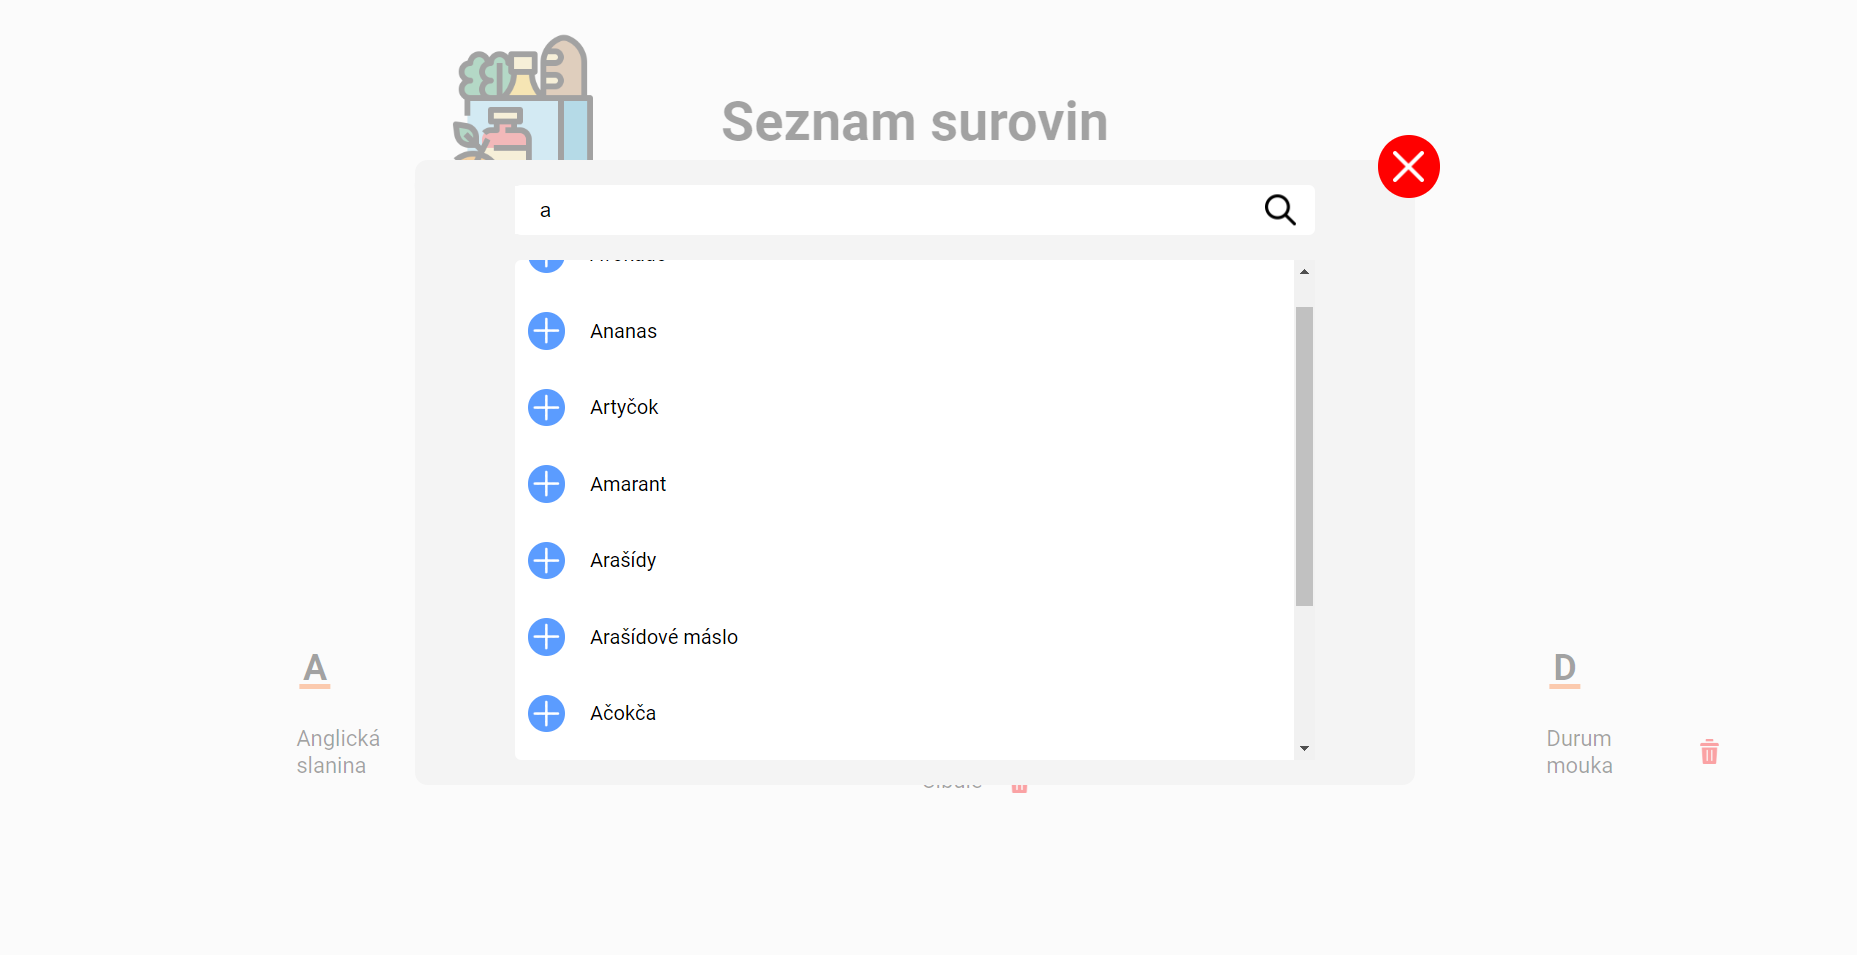 Seznam surovin
a
Ananas
Artyčok
Amarant
Arašídy
Arašídové máslo
Ačokča
A
Anglická
slanina
D
Durum
mouka